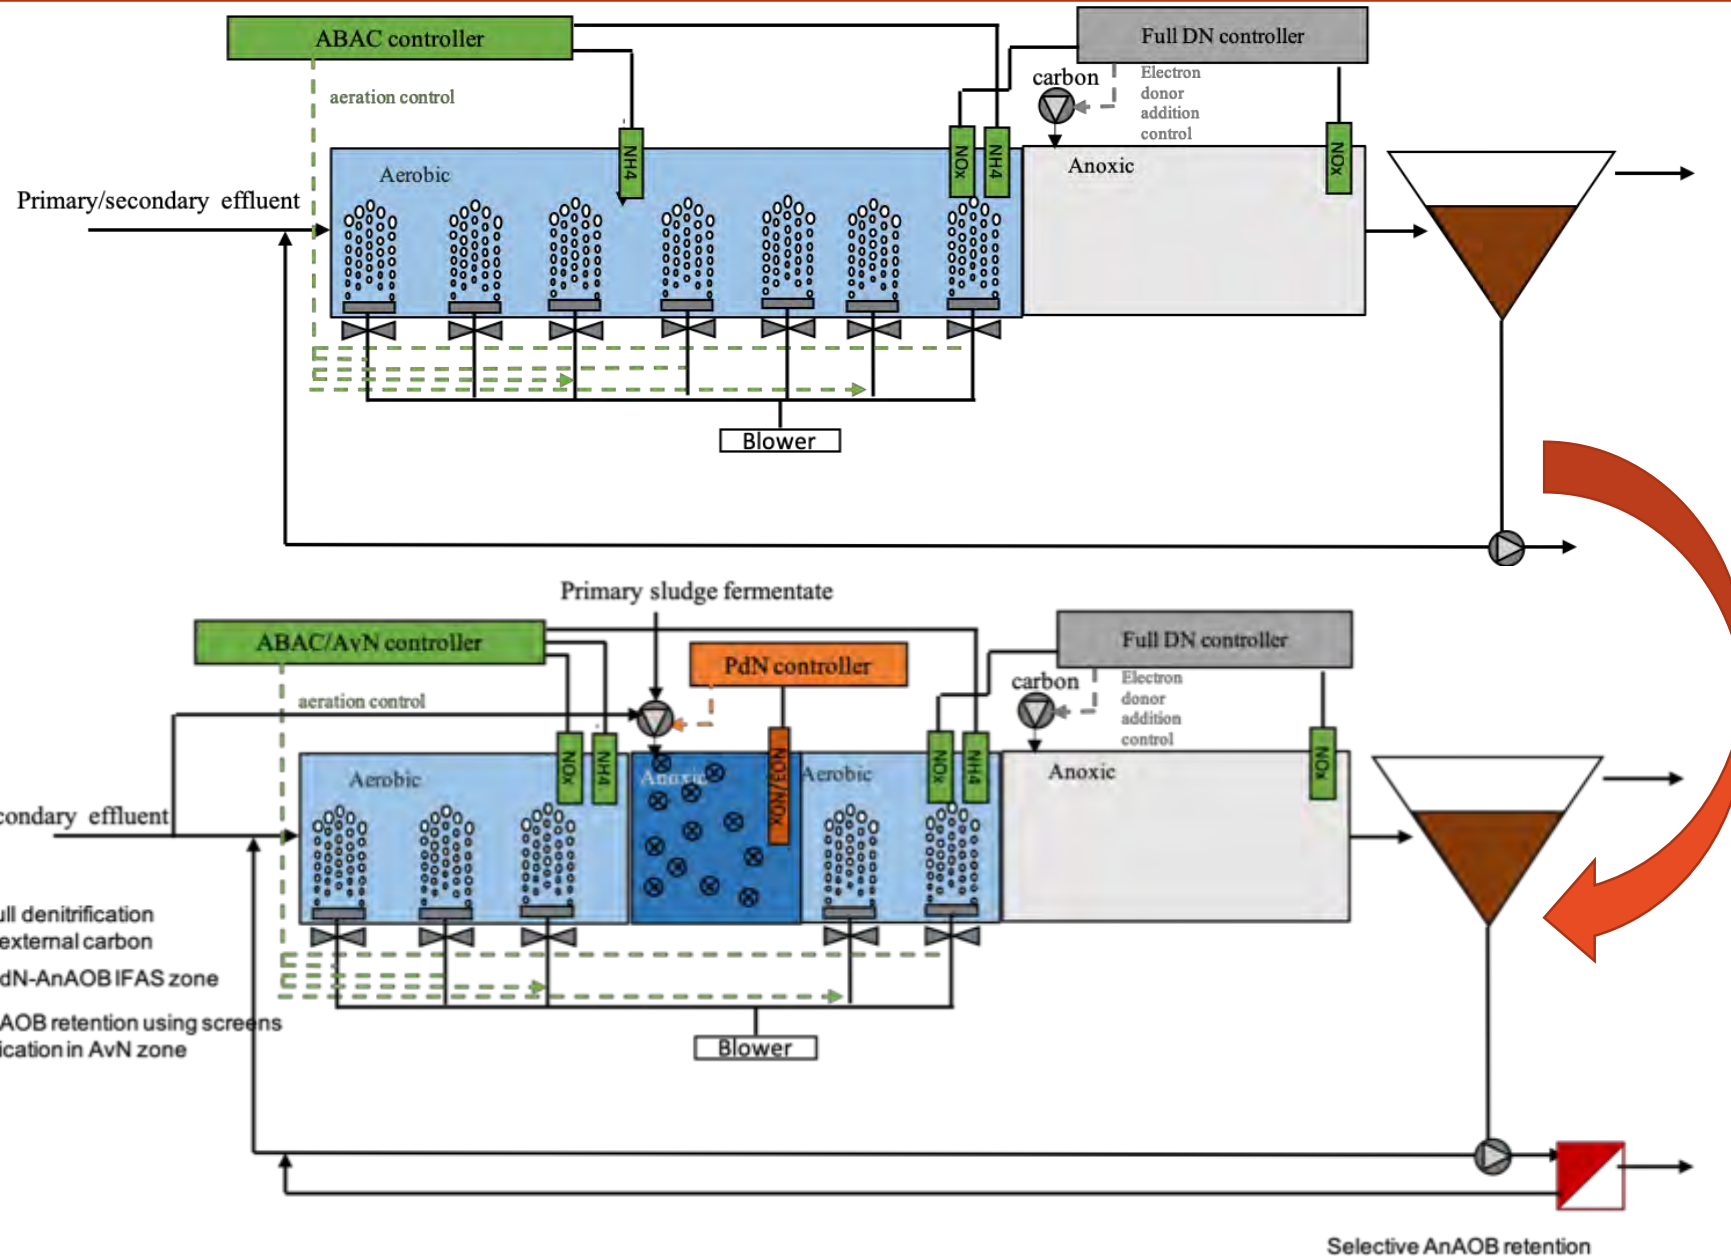 ABAC controller
Full DN controller
aeration control
carbon
Electron
donor
addition
control
NH4
NOx
NH4
NOx
Aerobic
Anoxic
Primary/secondary effluent
Blower
Primary sludge fermentate
ABAC/AvN controller
PdN controller
Full DN controller
aeration control
carbon
Electron
donor
addition
control
NOx
NH4
NO3/NOx
NOx
NH4
NOx
Aerobic
Anoxic
Aerobic
Anoxic
condary effluent
ull denitrification
external carbon
dN-AnAOB IFAS zone
AOB retention using screens
ication in AvN zone
Blower
Selective AnAOB retention